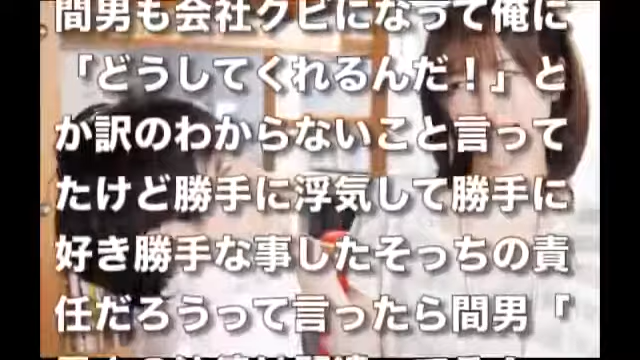 間男も会社クビになって俺に
「どうしてくれるんだ！」と
か訳のわからないこと言って
たけど勝手に浮気して勝手に
好き勝手な事したそっちの責
任だろうって言ったら間男「